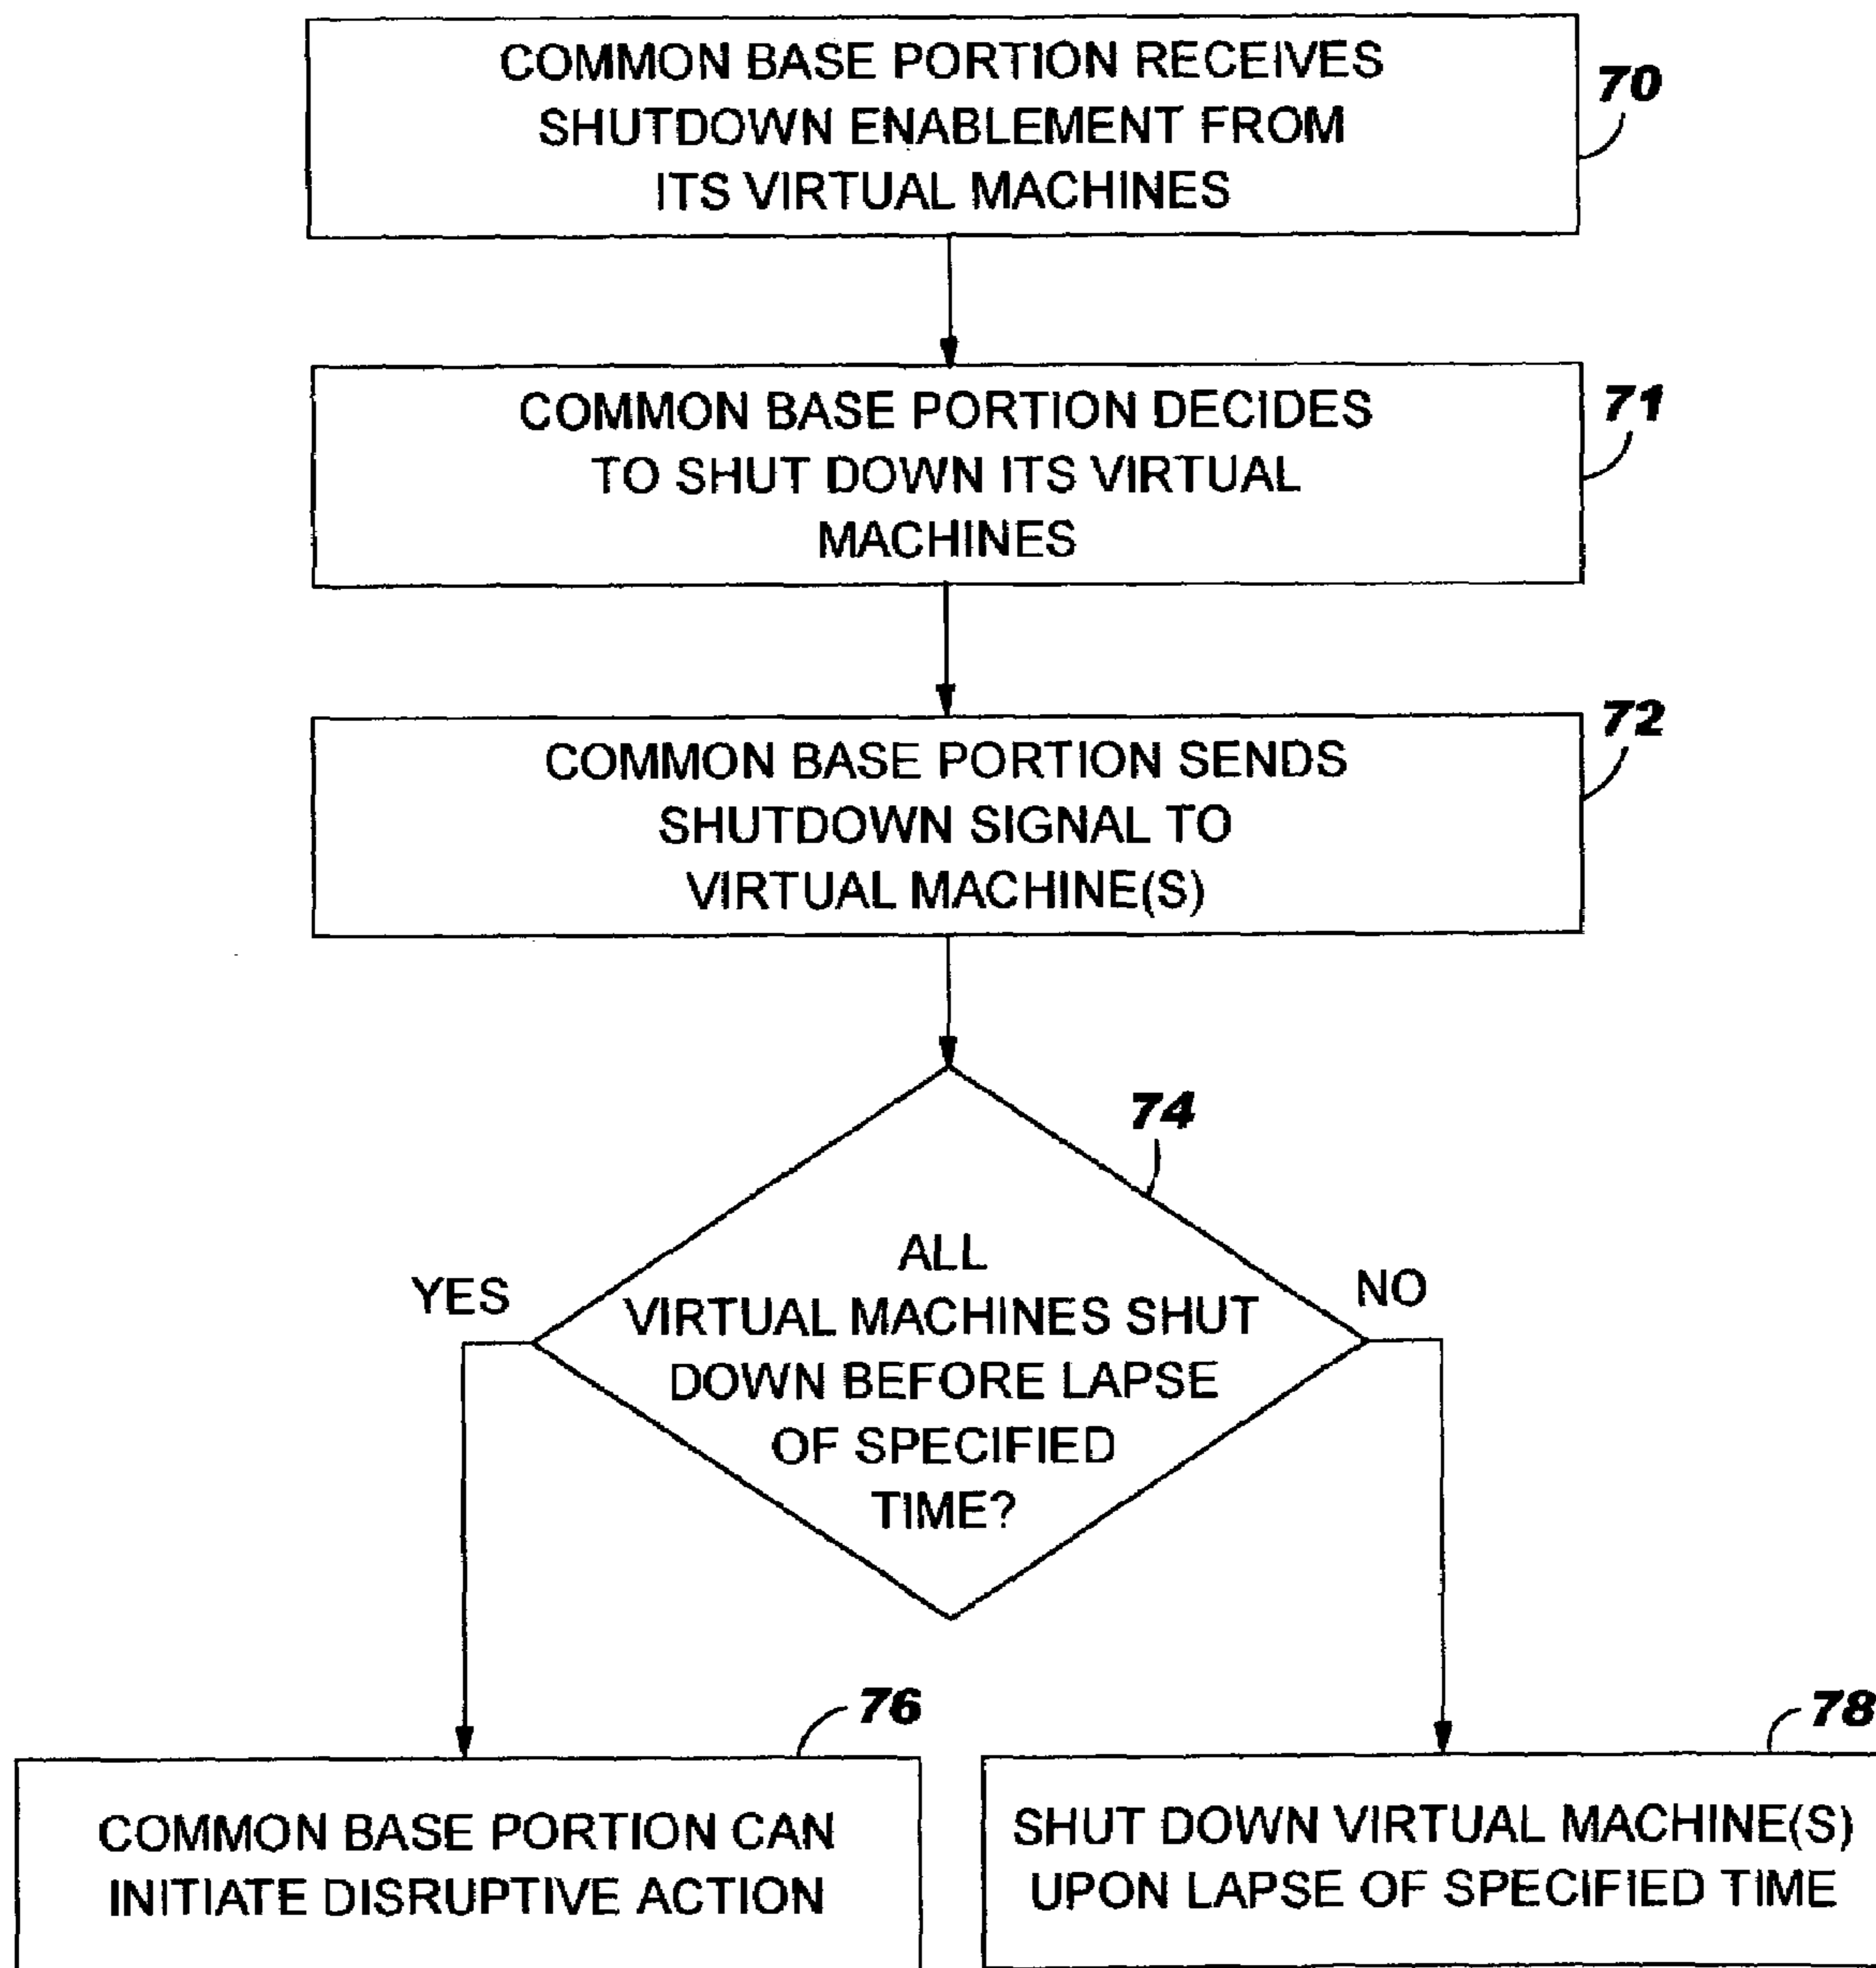 COMMON BASE PORTION RECEIVES
SHUTDOWN ENABLEMENT FROM
ITS VIRTUAL MACHINES
70
COMMON BASE PORTION DECIDES
TO SHUT DOWN ITS VIRTUAL
MACHINES
71
COMMON BASE PORTION SENDS
SHUTDOWN SIGNAL TO
VIRTUAL MACHINE(S)
72
74
YES
ALL
VIRTUAL MACHINES SHUT
DOWN BEFORE LAPSE
OF SPECIFIED
TIME?
NO
76
COMMON BASE PORTION CAN
INITIATE DISRUPTIVE ACTION
78
SHUT DOWN VIRTUAL MACHINE(S)
UPON LAPSE OF SPECIFIED TIME